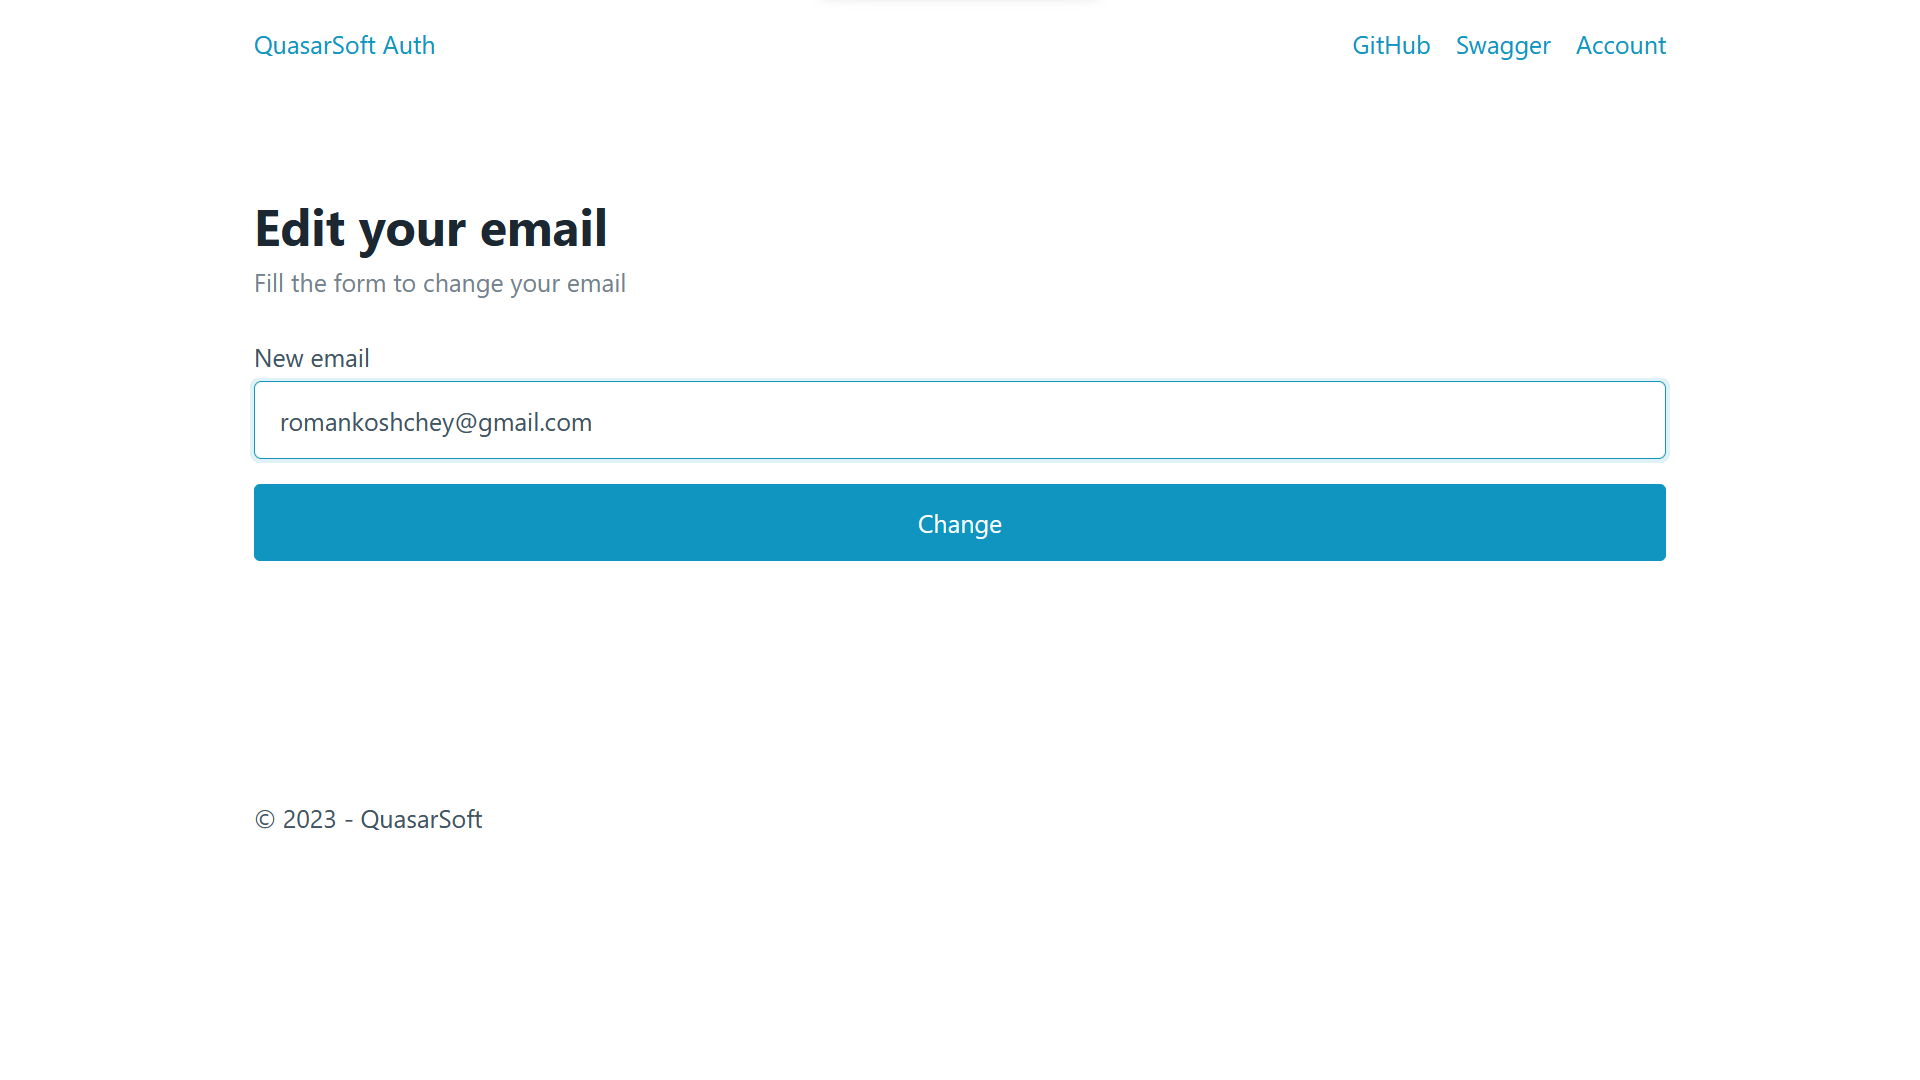 QuasarSoft Auth
GitHub Swagger Account
Edit your email
Fill the form to change your email
New email
romankoshchey@gmail.com
Change
© 2023 - QuasarSoft